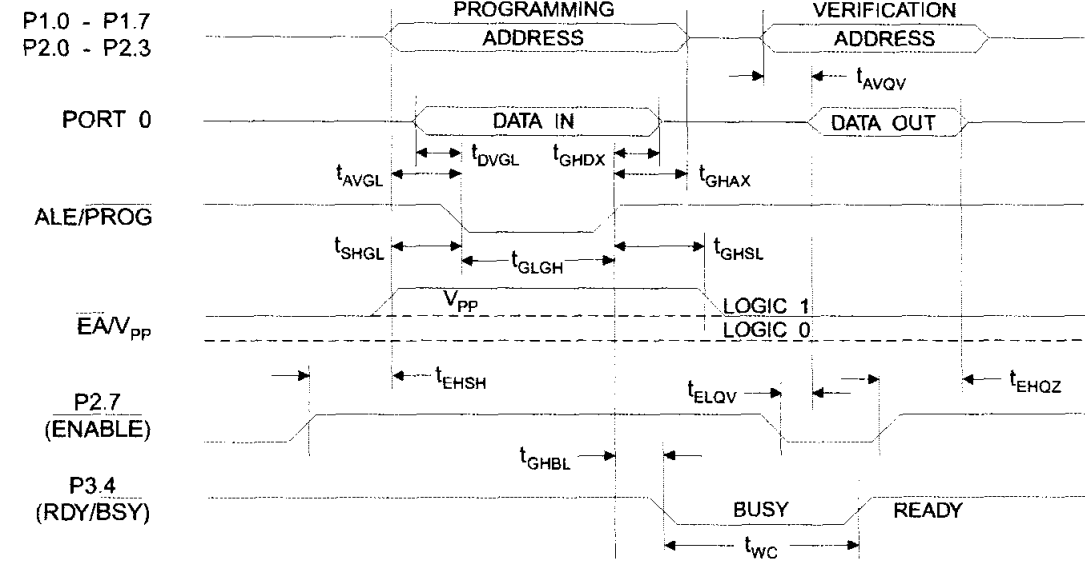 PROGRAMMING
VERIFICATION
P1.0 - P1.7
P2.0 - P2.3
ADDRESS
ADDRESS
tAVQV
PORT 0
DATA IN
DATA OUT
tDVGL
tGHDX
tAVGL
tGHAX
ALE/PROG
tSHGL
tGLGH
tGHSL
VPP
LOGIC 1
EA/VPP
LOGIC 0
tEHSH
tELQV
tEHQZ
P2.7
(ENABLE)
tGHBL
P3.4
(RDY/BSY)
BUSY
READY
tWC